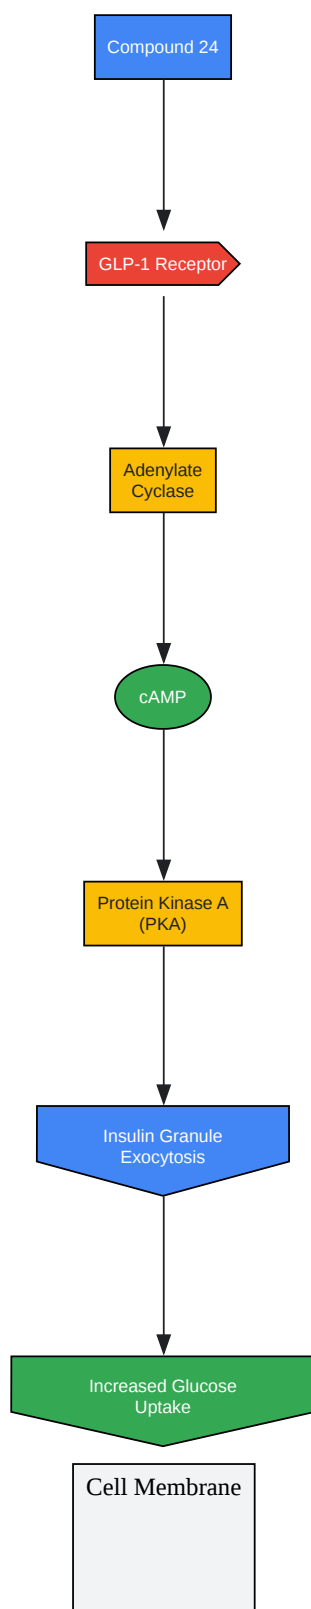 Compound 24
GLP-1 Receptor
Adenylate
Cyclase
cAMP
Protein Kinase A
(PKA)
Insulin Granule
Exocytosis
Increased Glucose
Uptake
Cell Membrane